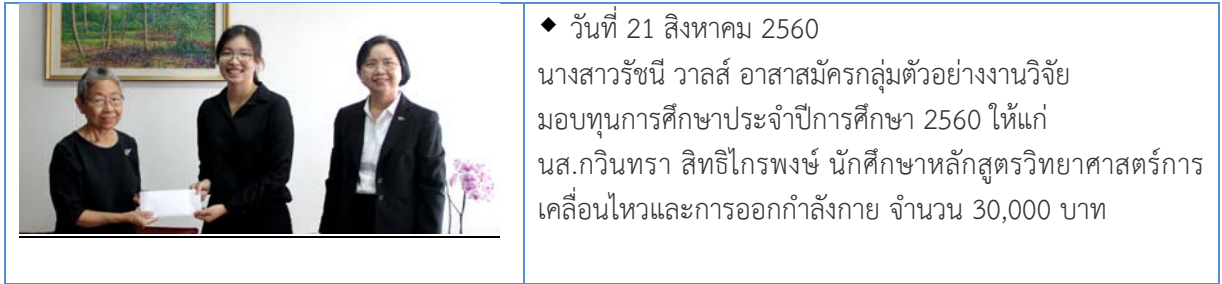 ◆ วันที่ 21 สิงหาคม 2560
นางสาวรัชนี วาลส์ อาสาสมัครกลุ่มตัวอย่างงานวิจัย
มอบทุนการศึกษาประจำปีการศึกษา 2560 ให้แก่
นส.กวินทรา สิทธิไกรพงษ์ นักศึกษาหลักสูตรวิทยาศาสตร์การ
เคลื่อนไหวและการออกกำลังกาย จำนวน 30,000 บาท